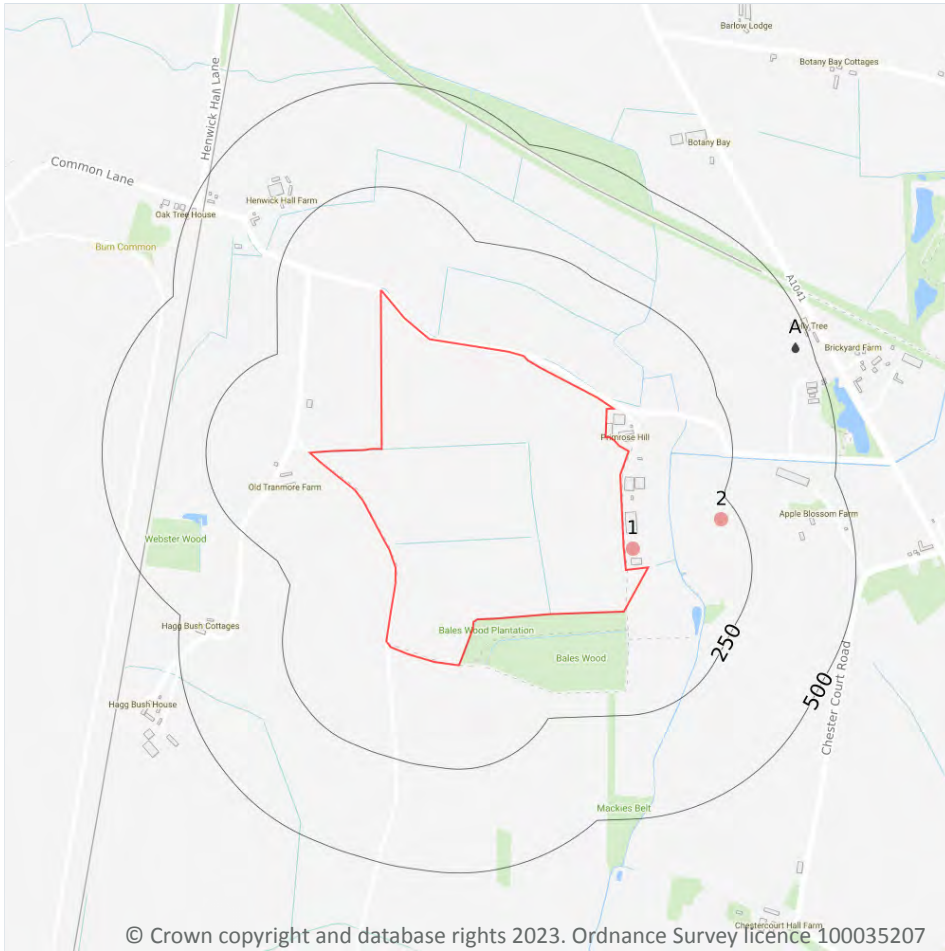 Barlow Lodge
Botany Bay Cottages
Henwick Hall Lane
Botany Bay
Common Lane
Henwick Hall Farm
Oak Tree House
Burn Common
A1041
A
Brickyard Farm
Primrose Hill
Old Tranmore Farm
2
Apple Blossom Farm
1
Webster Wood
Hagg Bush Cottages
Bales Wood Plantation
250
Bales Wood
500
Chester Court Road
Hagg Bush House
Mackies Belt
Chestercourt Hall Farm
© Crown copyright and database rights 2023. Ordnance Survey licence 100035207